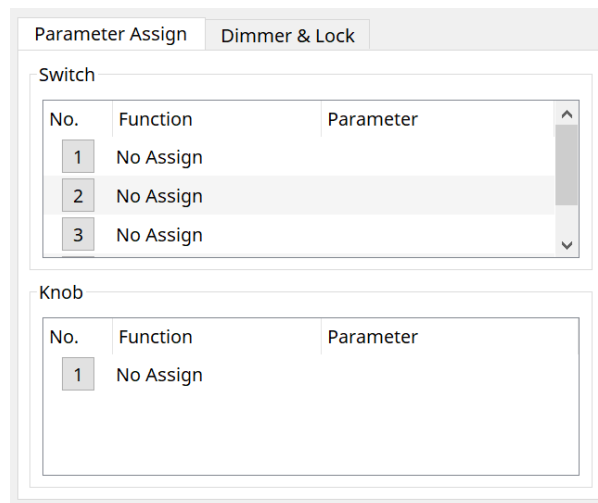 Parameter Assign Dimmer & Lock
Switch
No. Function Parameter
1 No Assign
2 No Assign
3 No Assign
Knob
No. Function Parameter
1 No Assign